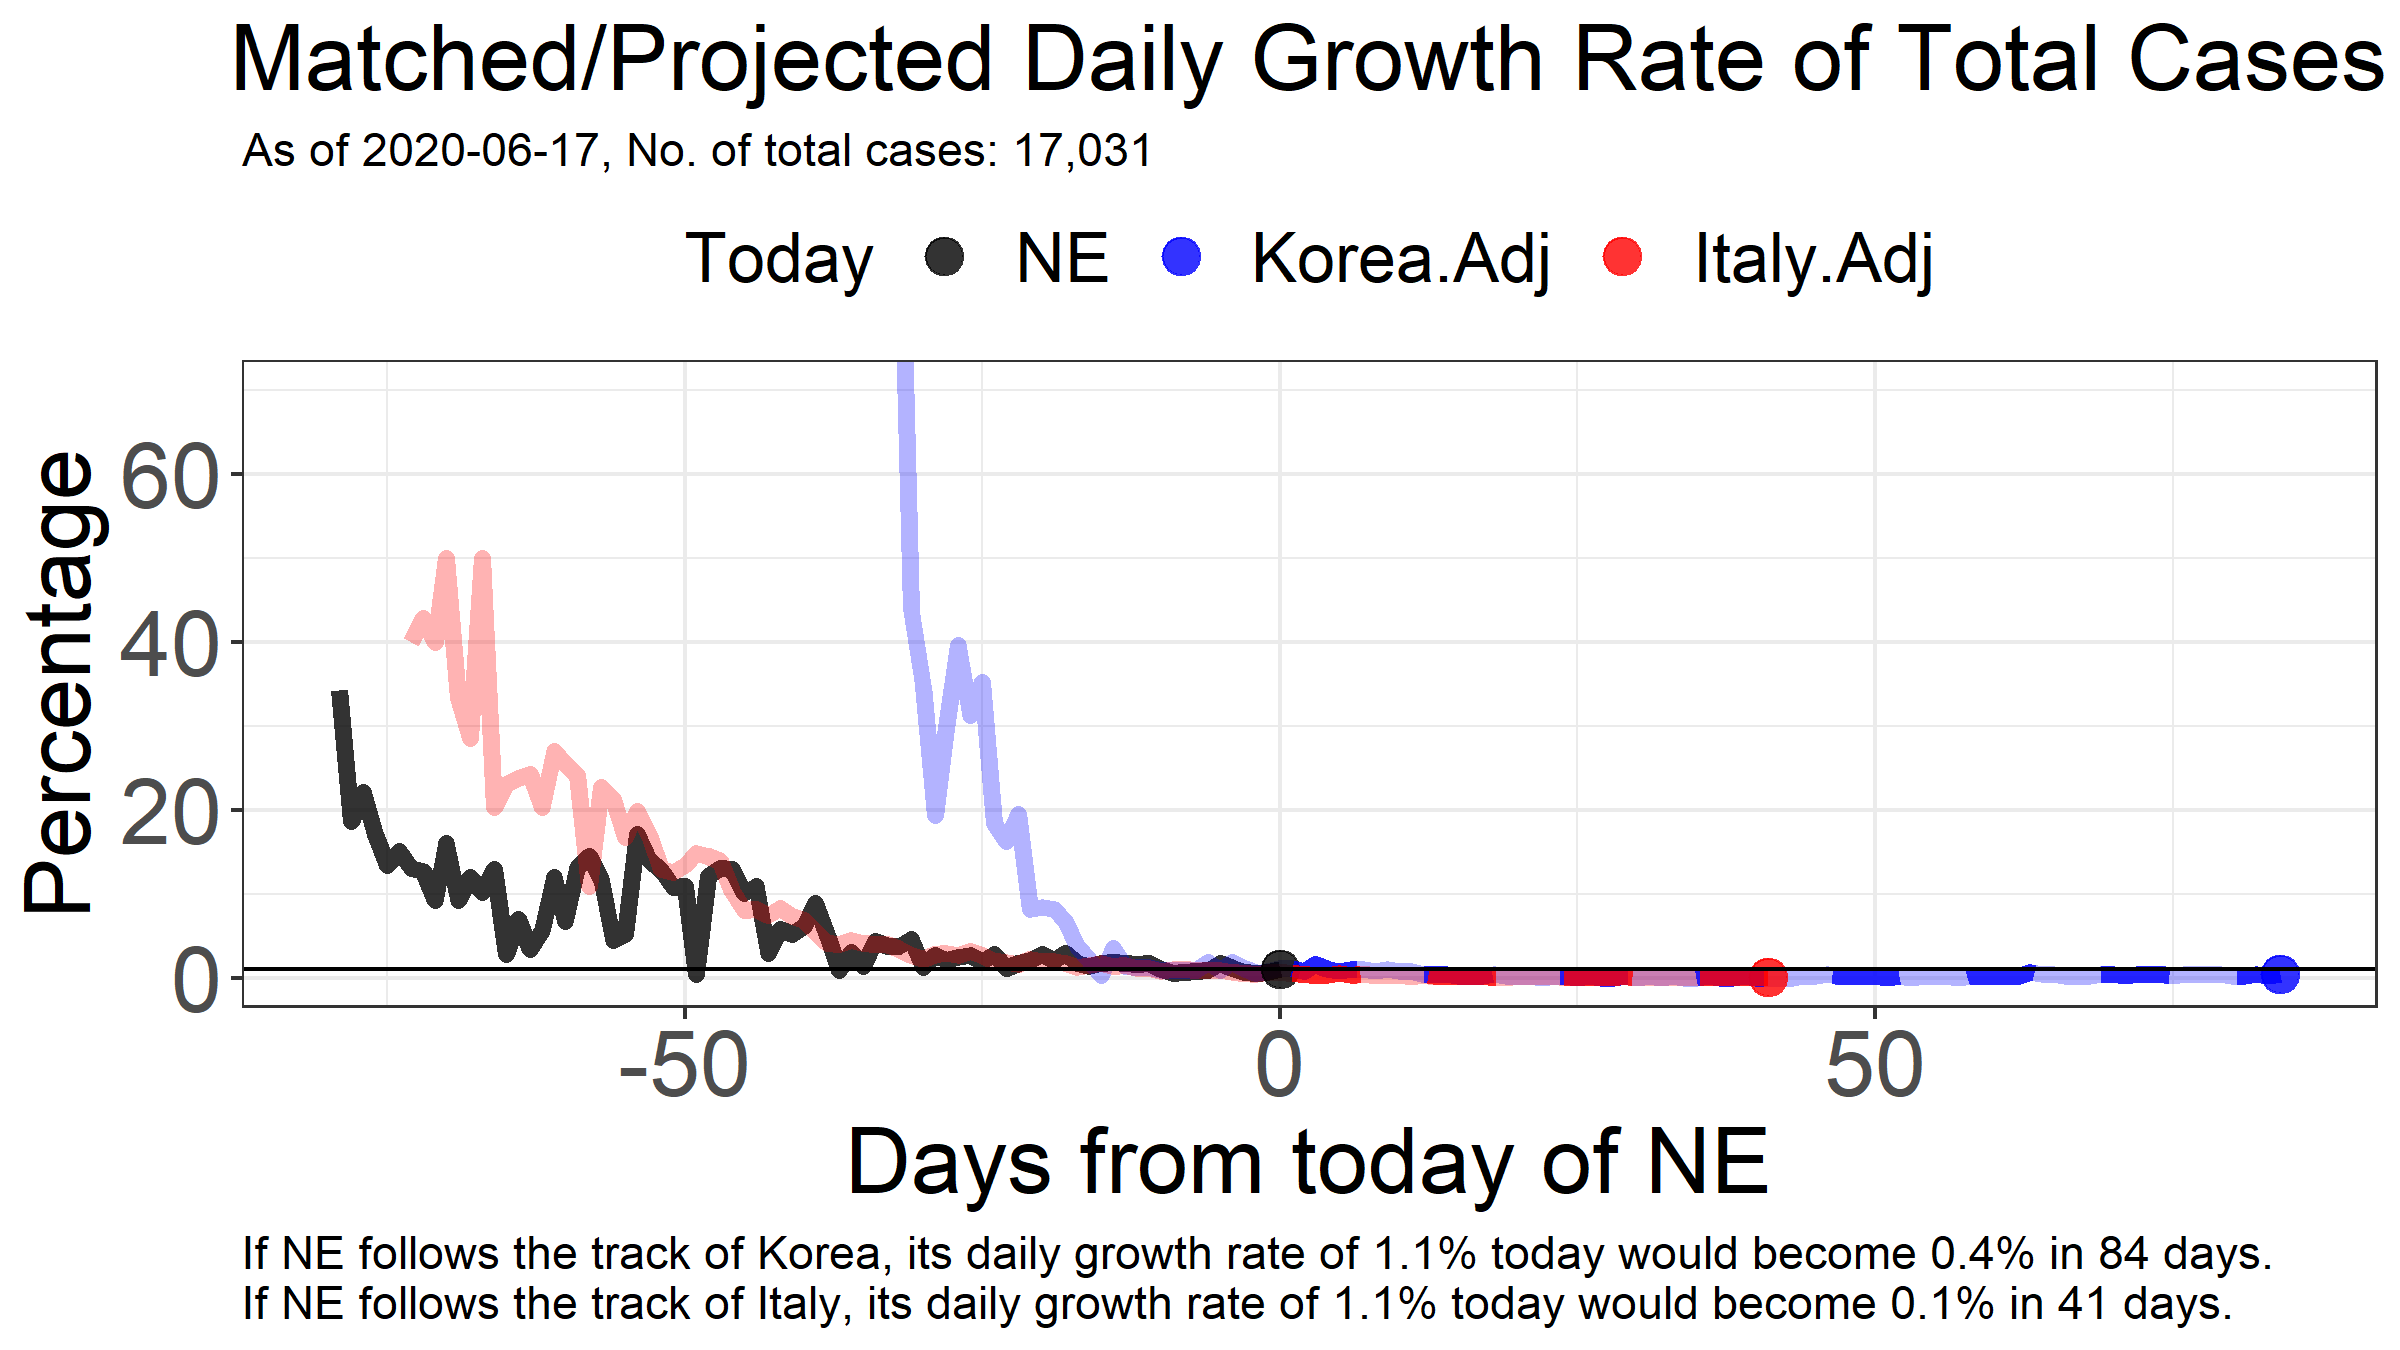 Matched/Projected Daily Growth Rate of Total Cases
As of 2020-06-17, No. of total cases: 17,031
Today NE Korea.Adj Italy.Adj
Percentage
60
40
20
0
-50 0 50
Days from today of NE
If NE follows the track of Korea, its daily growth rate of 1.1% today would become 0.4% in 84 days.
If NE follows the track of Italy, its daily growth rate of 1.1% today would become 0.1% in 41 days.